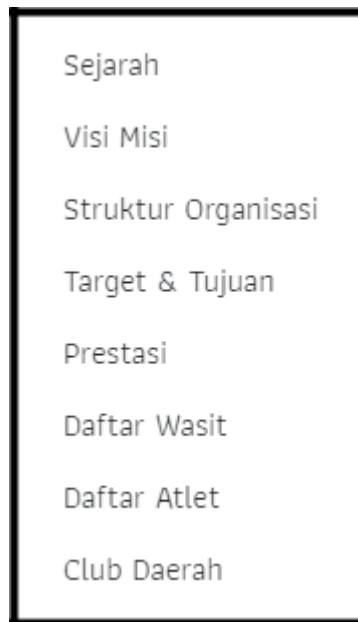 Sejarah
Visi Misi
Struktur Organisasi
Target & Tujuan
Prestasi
Daftar Wasit
Daftar Atlet
Club Daerah